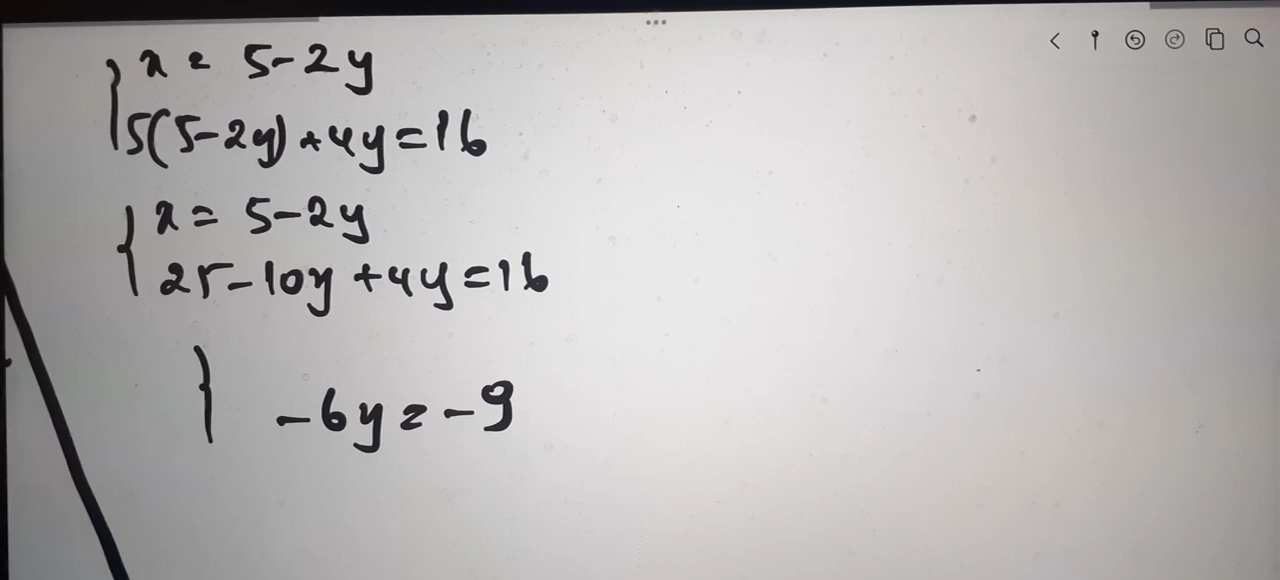 x = 5-2y
5(5-2y)+4y=16
x = 5-2y
25-10y+4y=16
-6y=-9